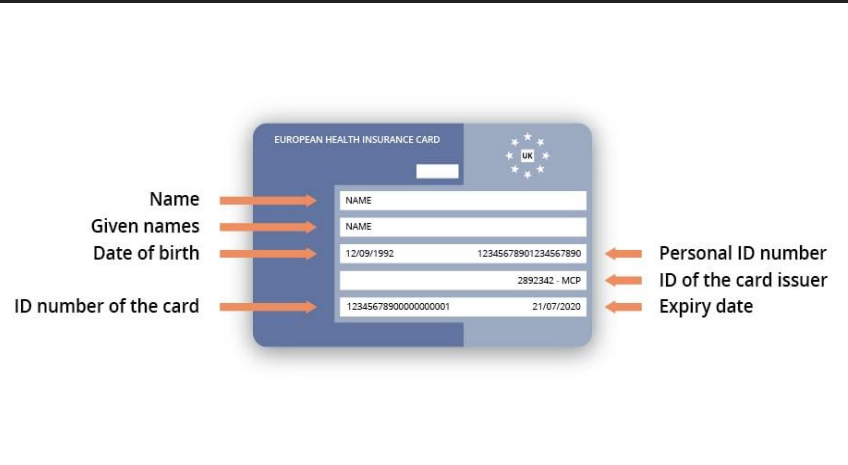 EUROPEAN HEALTH INSURANCE CARD
UK
Name
NAME
Given names
NAME
Date of birth
12/09/1992
12345678901234567890
Personal ID number
2892342 - MCP
ID of the card issuer
ID number of the card
12345678900000000001
21/07/2020
Expiry date